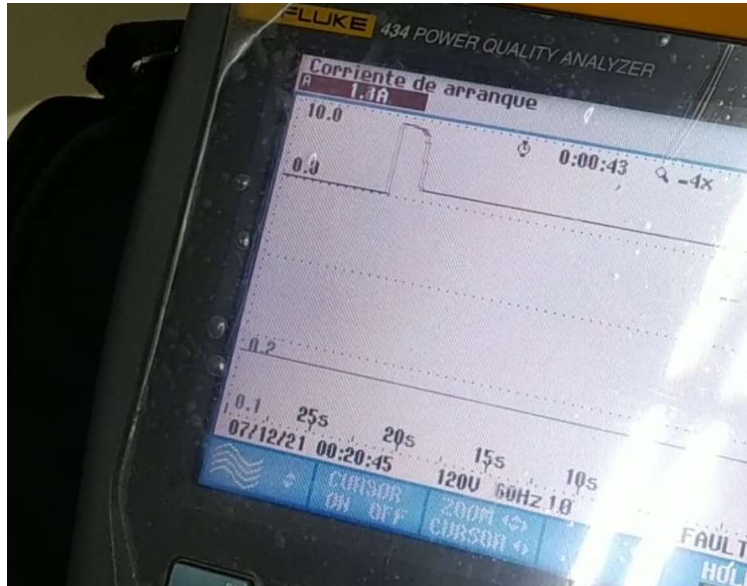 FLUKE 434 POWER QUALITY ANALYZER
Corriente de arranque
A
10.0
0:00:43 -4x
0.0
0.2
0.1
25s 20s 15s 10s
07/12/21 00:20:45 120V 60Hz 1Ø FAULT
CURSOR ON OFF
ZOOM
CURSOR
HOL